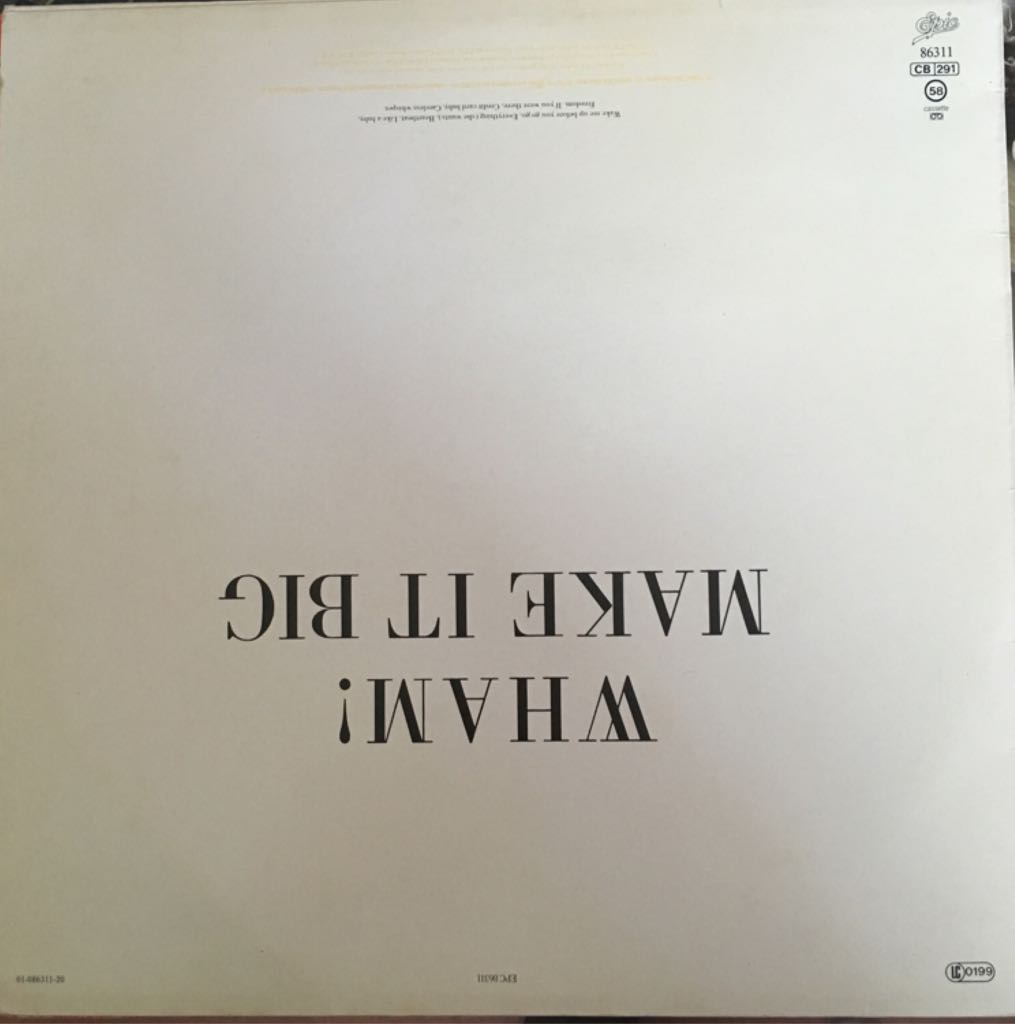 Epic
86311
CB 291
58
cassette
WHAM!
MAKE IT BIG
Wake me up before you go go, Everything she wants, Heartbeat, Like a baby,
Freedom, If you were there, Credit card baby, Careless whisper.
01-086311-20
EPC 86311
LC 0199